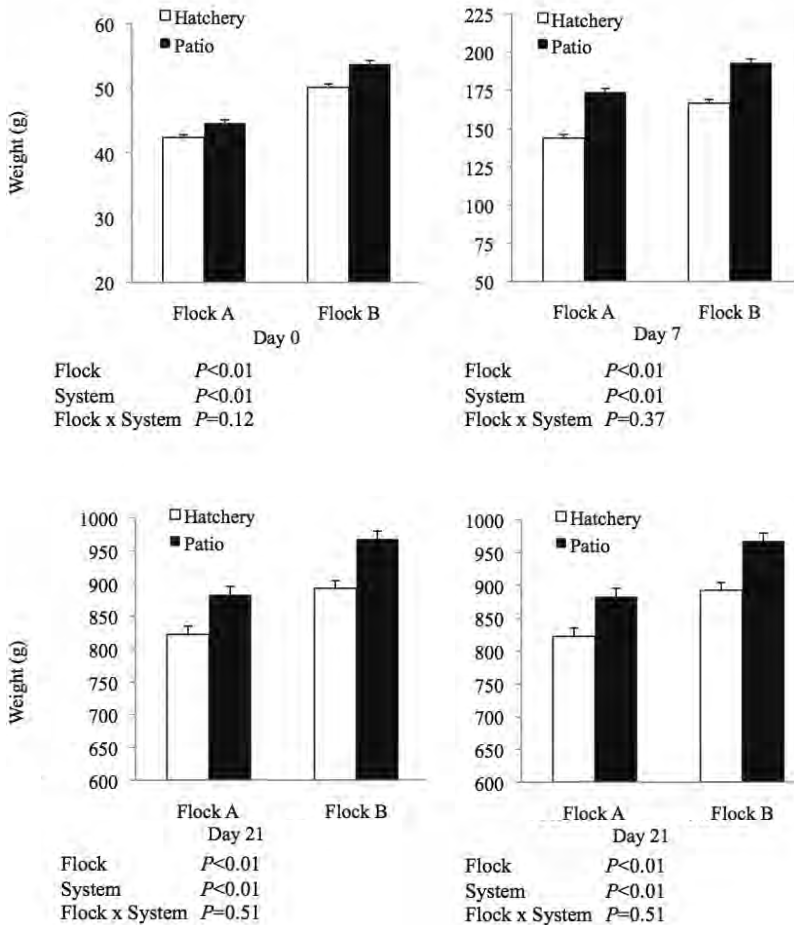 Weight (g)
60
50
40
30
20
Hatchery
Patio
Flock A Flock B
Day 0
Flock P<0.01
System P<0.01
Flock x System P=0.12
225
200
175
150
125
100
75
50
Hatchery
Patio
Flock A Flock B
Day 7
Flock P<0.01
System P<0.01
Flock x System P=0.37
Weight (g)
1000
950
900
850
800
750
700
650
600
Hatchery
Patio
Flock A Flock B
Day 21
Flock P<0.01
System P<0.01
Flock x System P=0.51
1000
950
900
850
800
750
700
650
600
Hatchery
Patio
Flock A Flock B
Day 21
Flock P<0.01
System P<0.01
Flock x System P=0.51